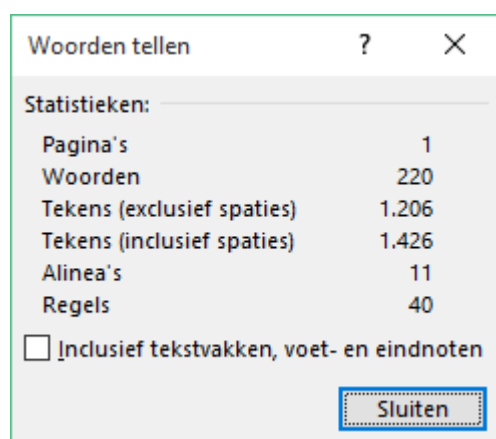 Woorden tellen ? ×
Statistieken:
Pagina's 1
Woorden 220
Tekens (exclusief spaties) 1.206
Tekens (inclusief spaties) 1.426
Alinea's 11
Regels 40
Inclusief tekstvakken, voet- en eindnoten
Sluiten